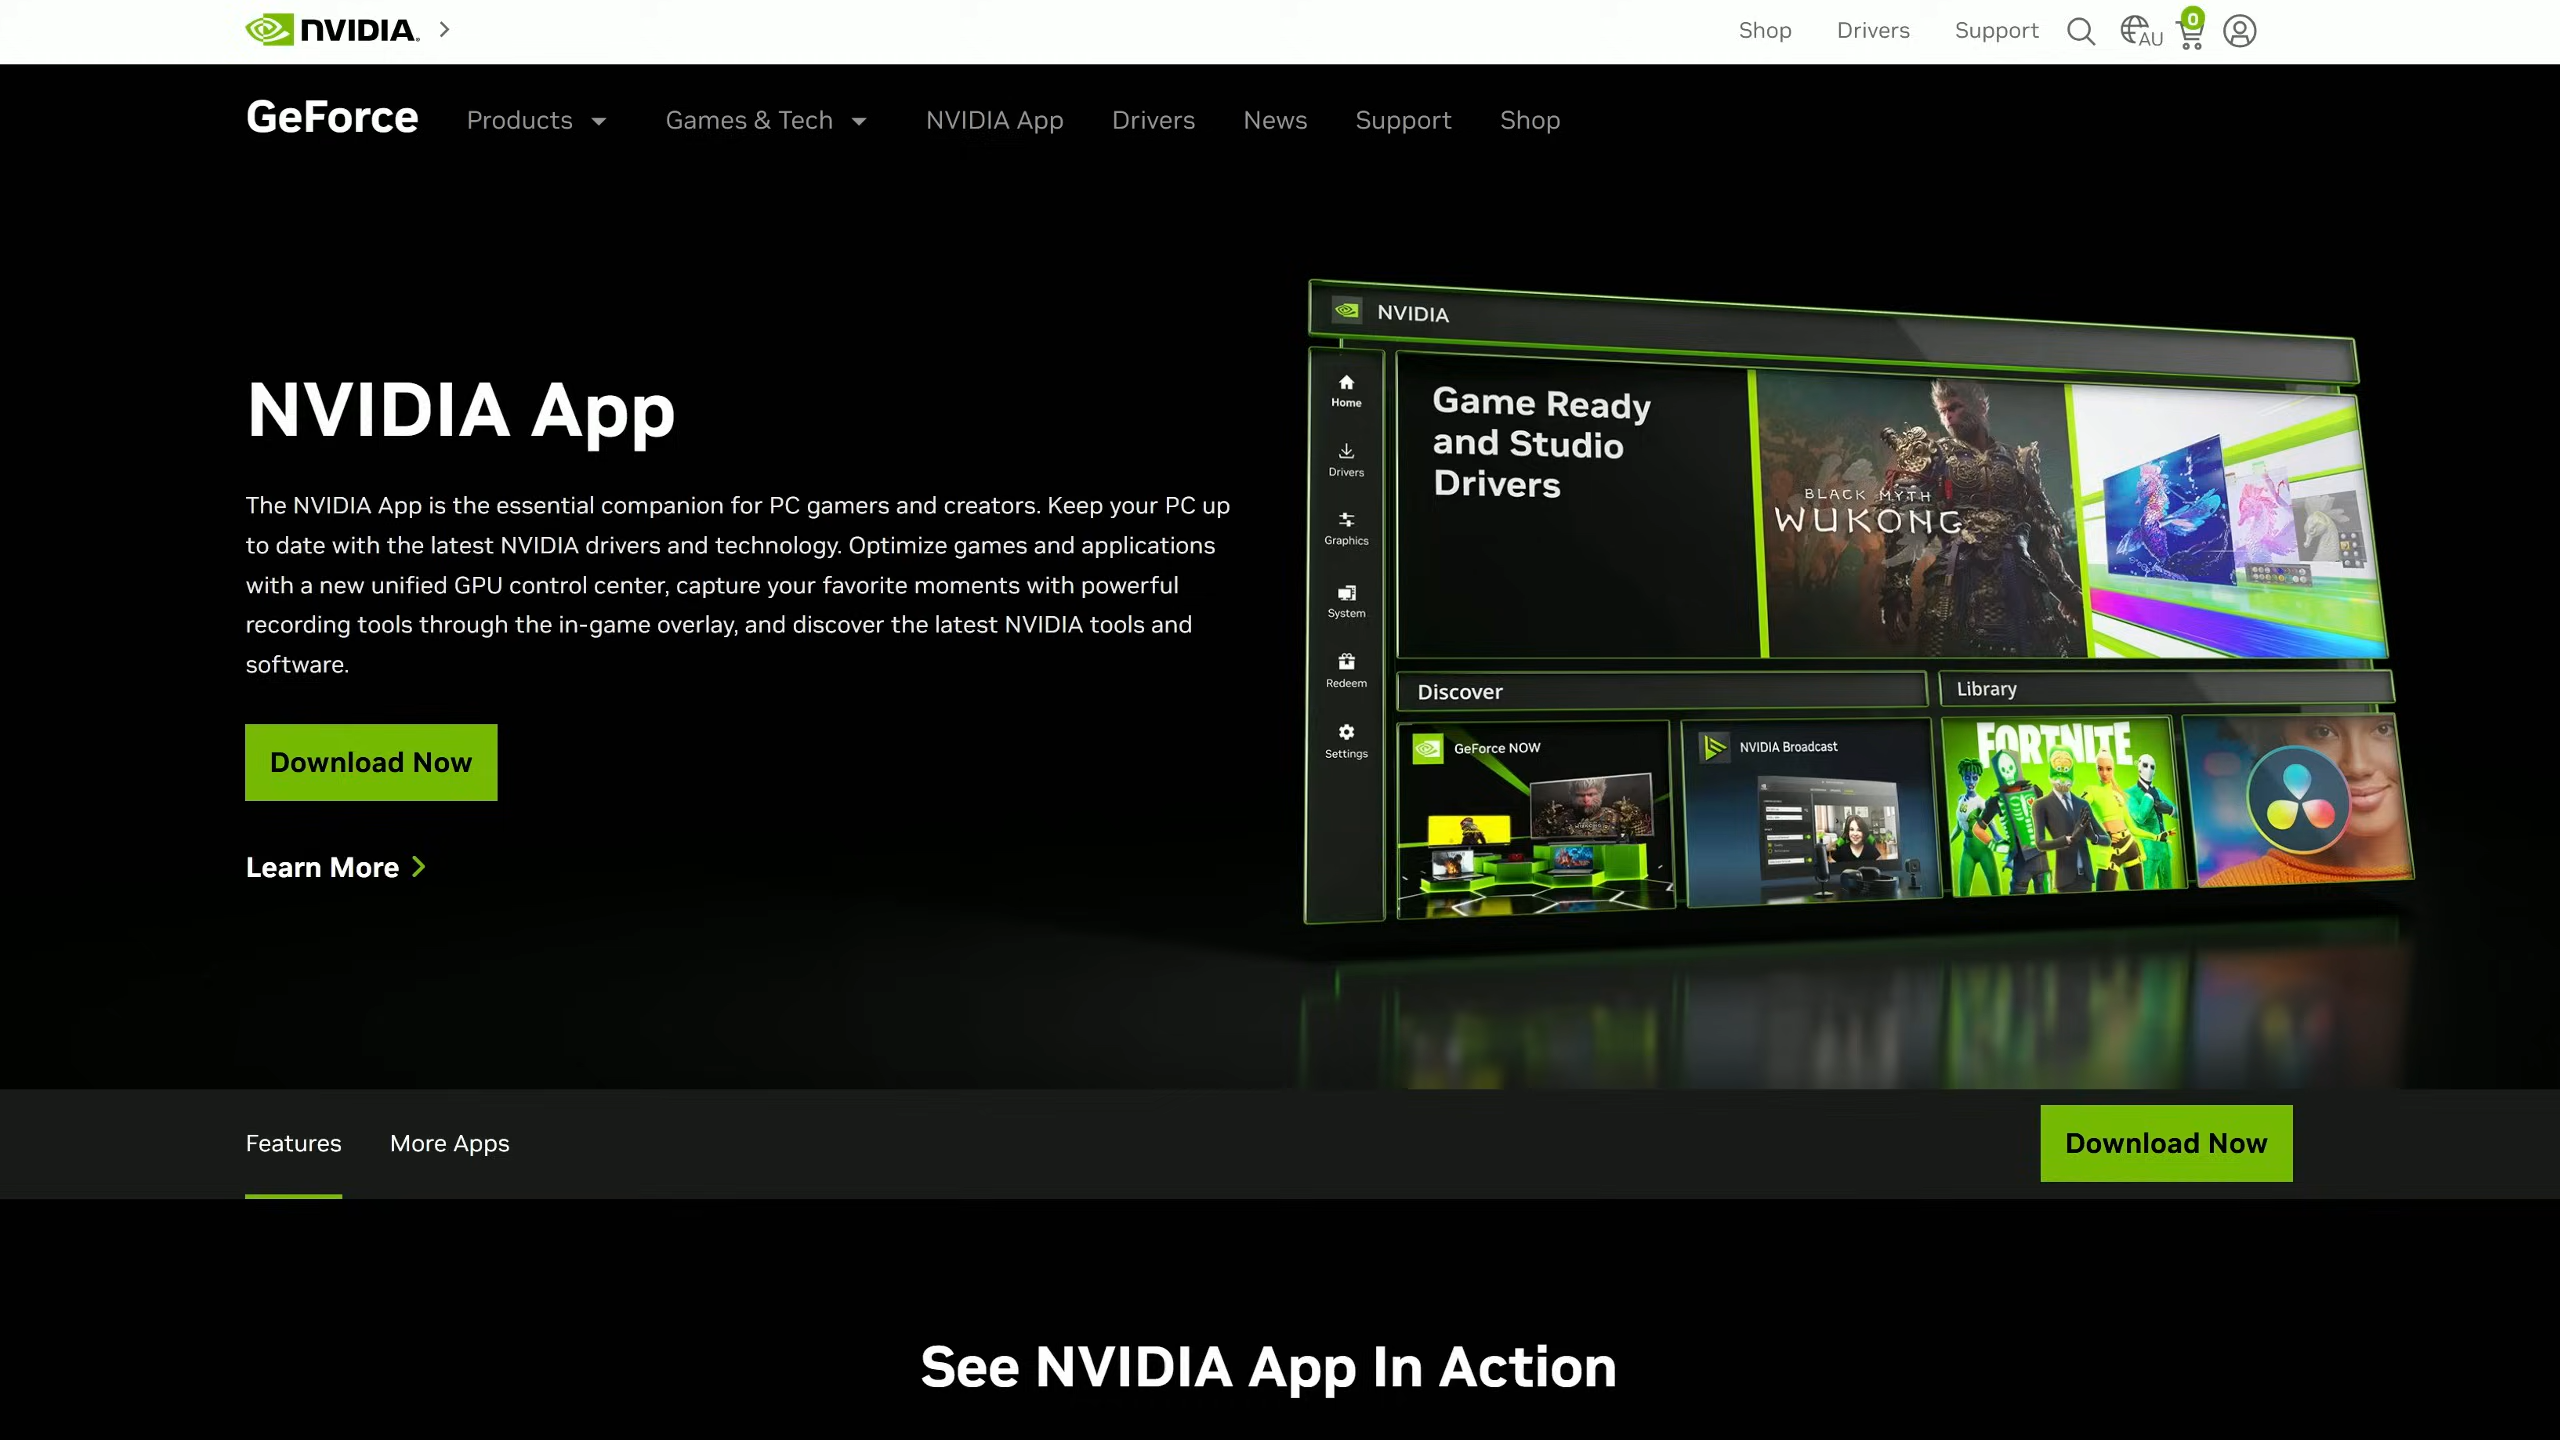 NVIDIA
Shop
Drivers
Support
AU
0
GeForce
Products
Games & Tech
NVIDIA App
Drivers
News
Support
Shop
NVIDIA App
The NVIDIA App is the essential companion for PC gamers and creators. Keep your PC up
to date with the latest NVIDIA drivers and technology. Optimize games and applications
with a new unified GPU control center, capture your favorite moments with powerful
recording tools through the in-game overlay, and discover the latest NVIDIA tools and
software.
Download Now
Learn More
NVIDIA
Home
Drivers
Graphics
System
Redeem
Settings
Game Ready
and Studio
Drivers
BLACK MYTH
WUKONG
Discover
Library
GeForce NOW
NVIDIA Broadcast
FORTNITE
Features
More Apps
Download Now
See NVIDIA App In Action